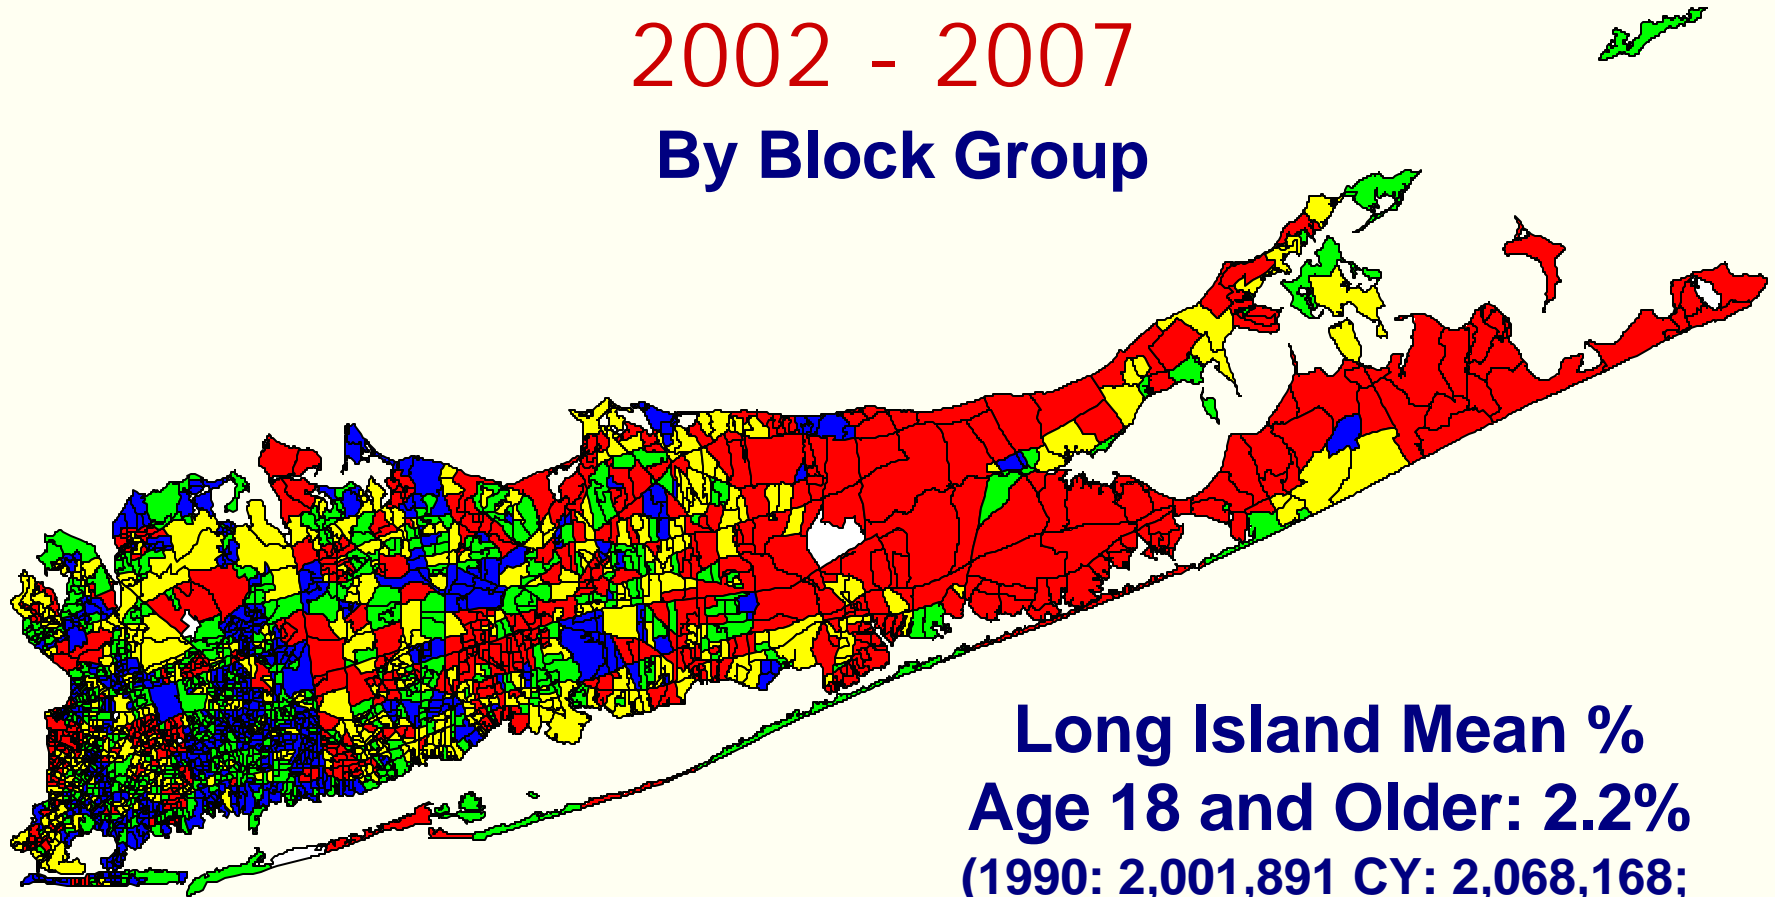 2002 - 2007
By Block Group
Long Island Mean %
Age 18 and Older: 2.2%
(1990: 2,001,891 CY: 2,068,168;